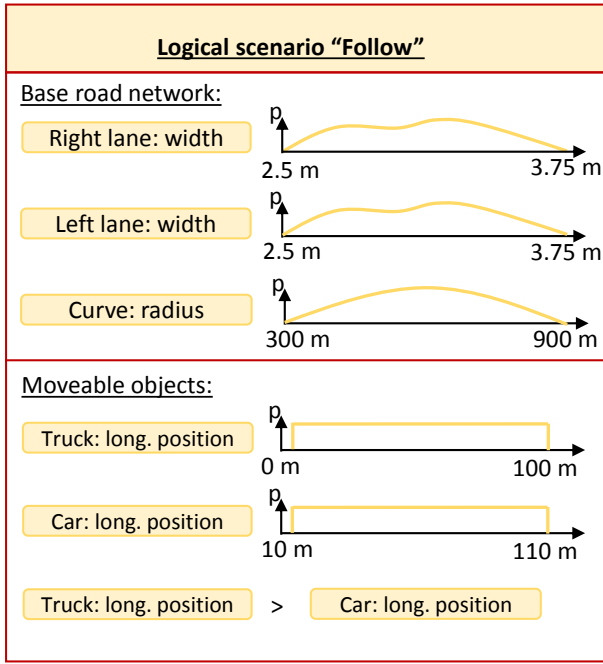 Logical scenario “Follow”
Base road network:
Right lane: width
p
2.5 m
3.75 m
Left lane: width
p
2.5 m
3.75 m
Curve: radius
p
300 m
900 m
Moveable objects:
Truck: long. position
p
0 m
100 m
Car: long. position
p
10 m
110 m
Truck: long. position > Car: long. position